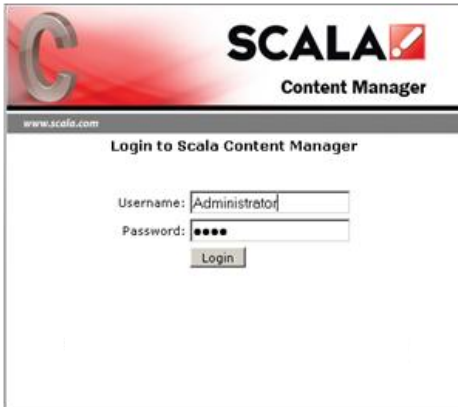 C
SCALA
Content Manager
www.scala.com
Login to Scala Content Manager
Username: Administrator
Password: ●●●●
Login